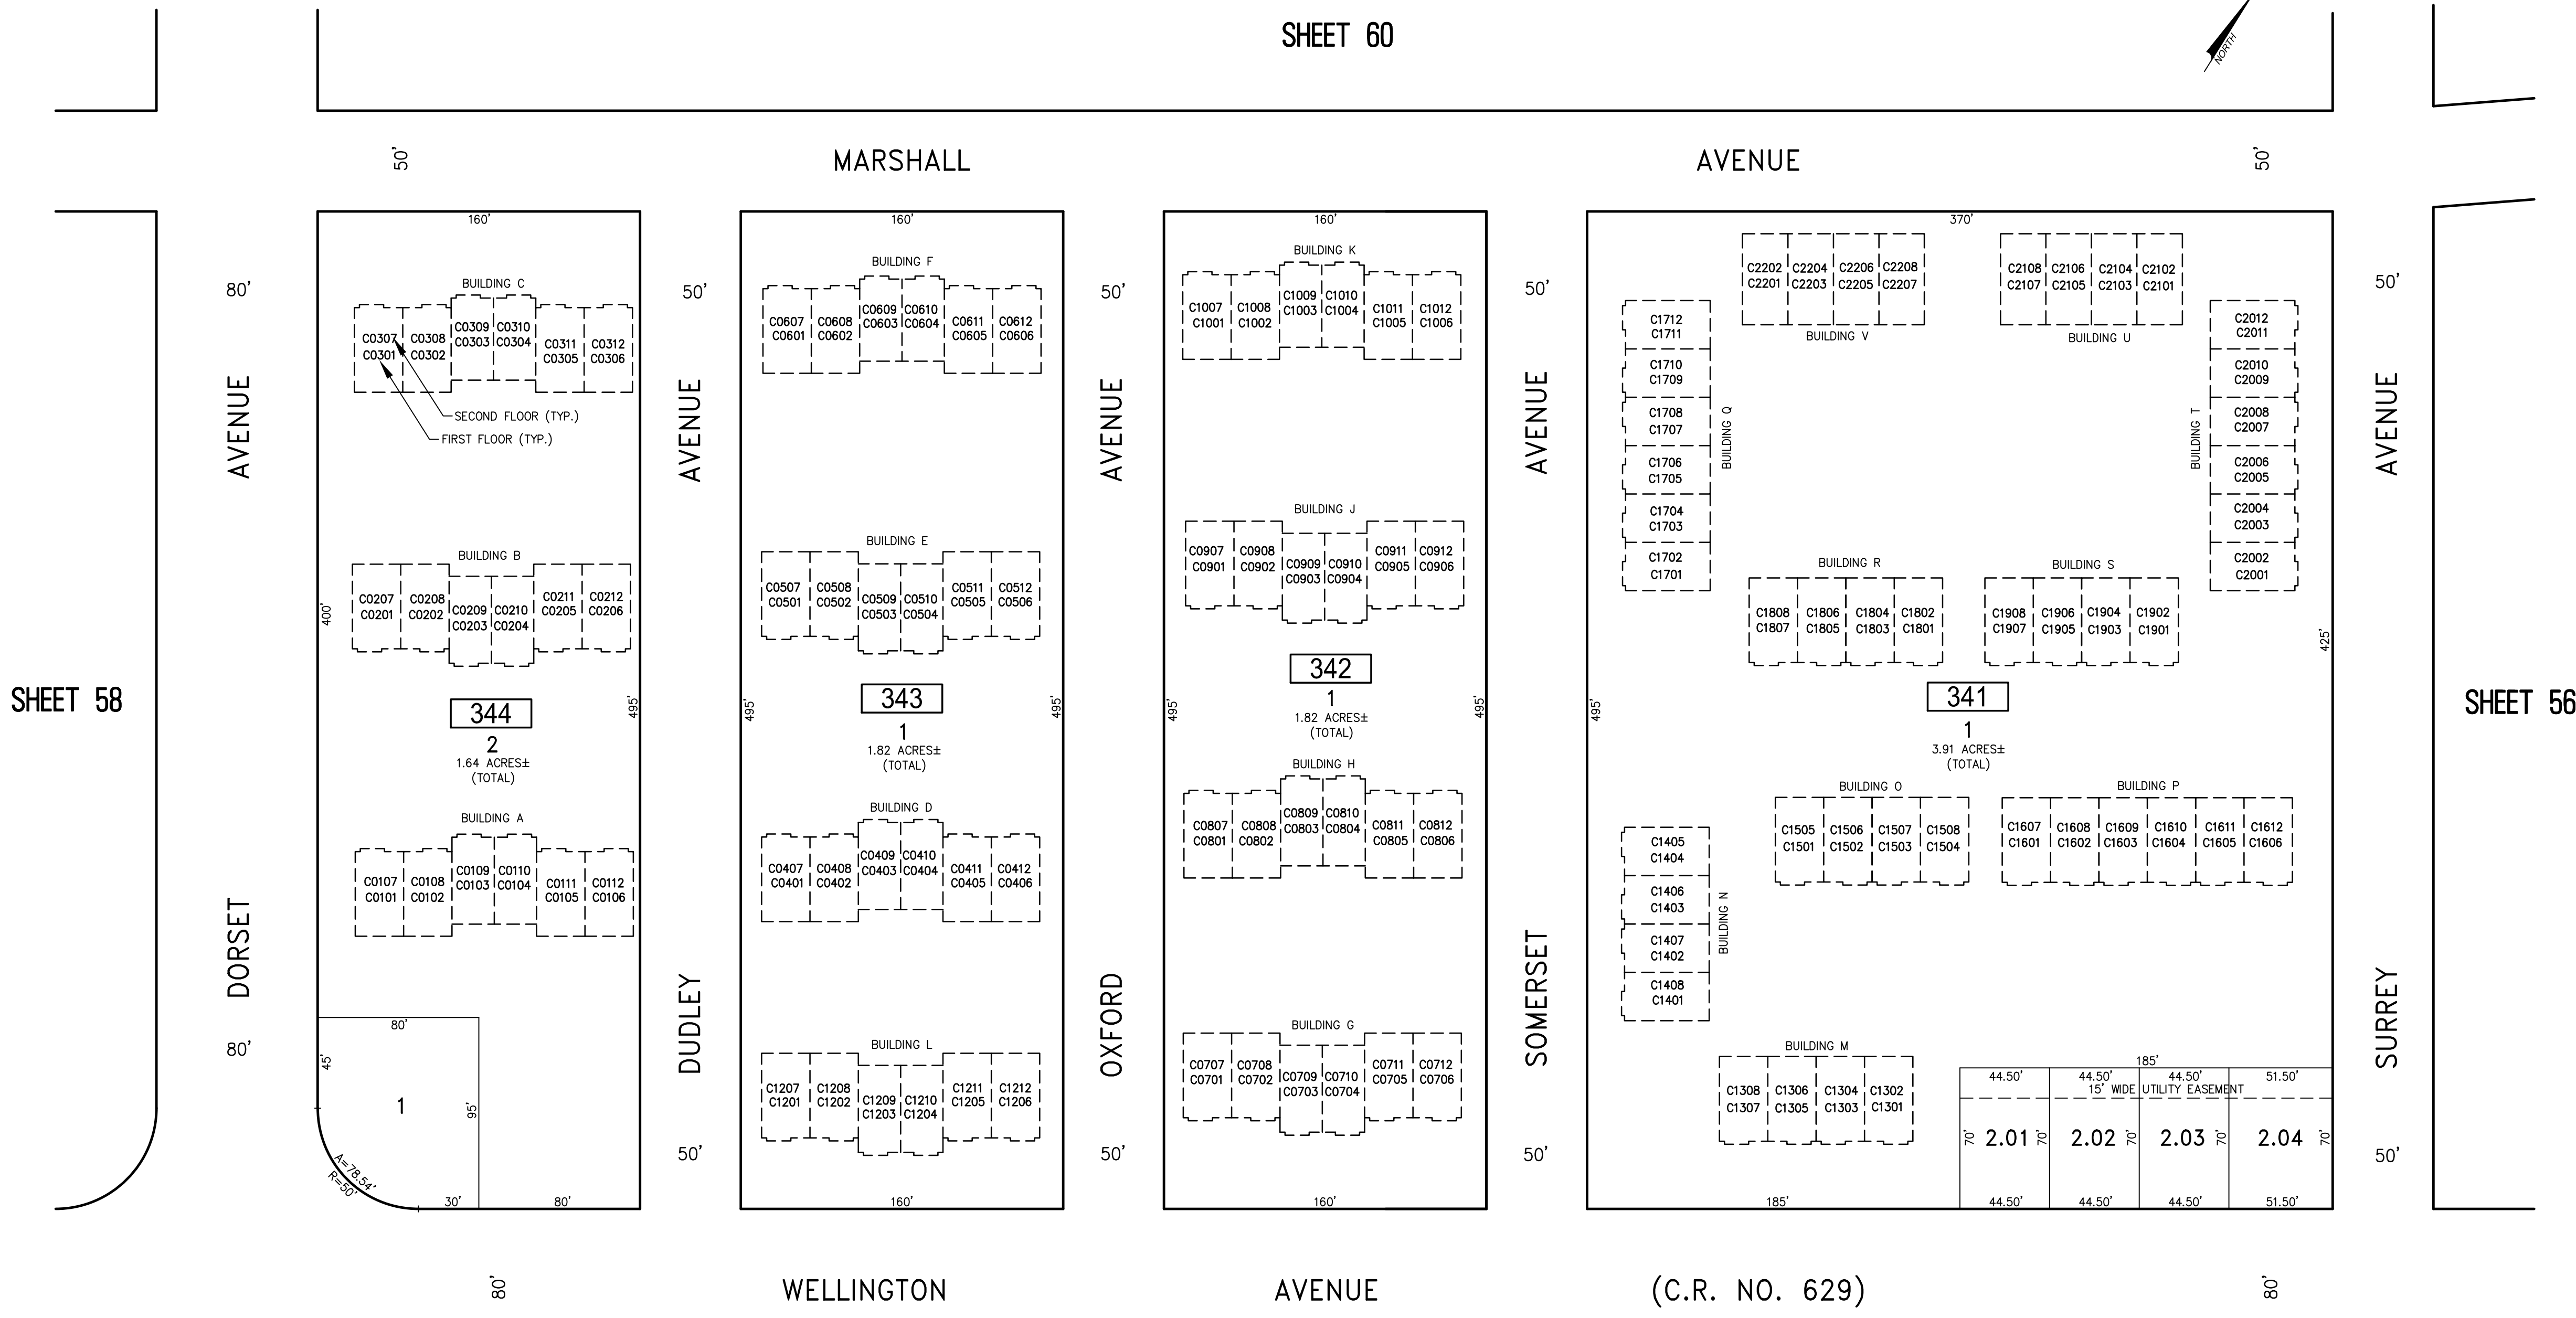 SHEET 60
NORTH
50'
MARSHALL
AVENUE
50'
SHEET 58
80'
AVENUE
DORSET
80'
160'
BUILDING C
C0307 C0308 C0309 C0310 C0311 C0312
C0301 C0302 C0303 C0304 C0305 C0306
SECOND FLOOR (TYP.)
FIRST FLOOR (TYP.)
BUILDING B
C0207 C0208 C0209 C0210 C0211 C0212
C0201 C0202 C0203 C0204 C0205 C0206
400'
495'
344
2
1.64 ACRES±
(TOTAL)
BUILDING A
C0107 C0108 C0109 C0110 C0111 C0112
C0101 C0102 C0103 C0104 C0105 C0106
80'
45'
1
95'
A=78.54'
R=50'
30'
80'
50'
AVENUE
DUDLEY
50'
160'
BUILDING F
C0607 C0608 C0609 C0610 C0611 C0612
C0601 C0602 C0603 C0604 C0605 C0606
BUILDING E
C0507 C0508 C0509 C0510 C0511 C0512
C0501 C0502 C0503 C0504 C0505 C0506
495'
495'
343
1
1.82 ACRES±
(TOTAL)
BUILDING D
C0407 C0408 C0409 C0410 C0411 C0412
C0401 C0402 C0403 C0404 C0405 C0406
BUILDING L
C1207 C1208 C1209 C1210 C1211 C1212
C1201 C1202 C1203 C1204 C1205 C1206
160'
50'
AVENUE
OXFORD
50'
160'
BUILDING K
C1007 C1008 C1009 C1010 C1011 C1012
C1001 C1002 C1003 C1004 C1005 C1006
BUILDING J
C0907 C0908 C0909 C0910 C0911 C0912
C0901 C0902 C0903 C0904 C0905 C0906
495'
495'
342
1
1.82 ACRES±
(TOTAL)
BUILDING H
C0807 C0808 C0809 C0810 C0811 C0812
C0801 C0802 C0803 C0804 C0805 C0806
BUILDING G
C0707 C0708 C0709 C0710 C0711 C0712
C0701 C0702 C0703 C0704 C0705 C0706
160'
50'
AVENUE
SOMERSET
50'
370'
C2202 C2204 C2206 C2208
C2201 C2203 C2205 C2207
BUILDING V
C2108 C2106 C2104 C2102
C2107 C2105 C2103 C2101
BUILDING U
C1712
C1711
C1710
C1709
C1708
C1707
C1706
C1705
C1704
C1703
C1702
C1701
BUILDING Q
BUILDING T
C2012
C2011
C2010
C2009
C2008
C2007
C2006
C2005
C2004
C2003
C2002
C2001
BUILDING R
C1808 C1806 C1804 C1802
C1807 C1805 C1803 C1801
BUILDING S
C1908 C1906 C1904 C1902
C1907 C1905 C1903 C1901
495'
425'
341
1
3.91 ACRES±
(TOTAL)
BUILDING O
C1505 C1506 C1507 C1508
C1501 C1502 C1503 C1504
BUILDING P
C1607 C1608 C1609 C1610 C1611 C1612
C1601 C1602 C1603 C1604 C1605 C1606
C1405
C1404
C1406
C1403
C1407
C1402
C1408
C1401
BUILDING N
BUILDING M
C1308 C1306 C1304 C1302
C1307 C1305 C1303 C1301
185'
44.50' 44.50' 44.50' 51.50'
15' WIDE UTILITY EASEMENT
70' 2.01 70' 2.02 70' 2.03 70' 2.04 70'
185' 44.50' 44.50' 44.50' 51.50'
50'
AVENUE
SURREY
50'
SHEET 56
80'
WELLINGTON
AVENUE
(C.R. NO. 629)
80'